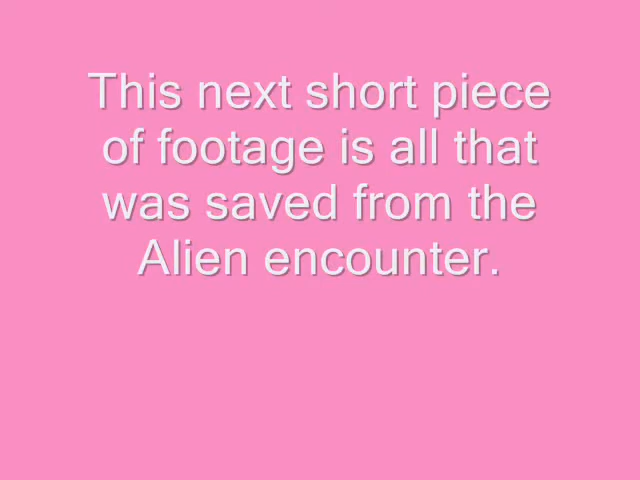 This next short piece
of footage is all that
was saved from the
Alien encounter.